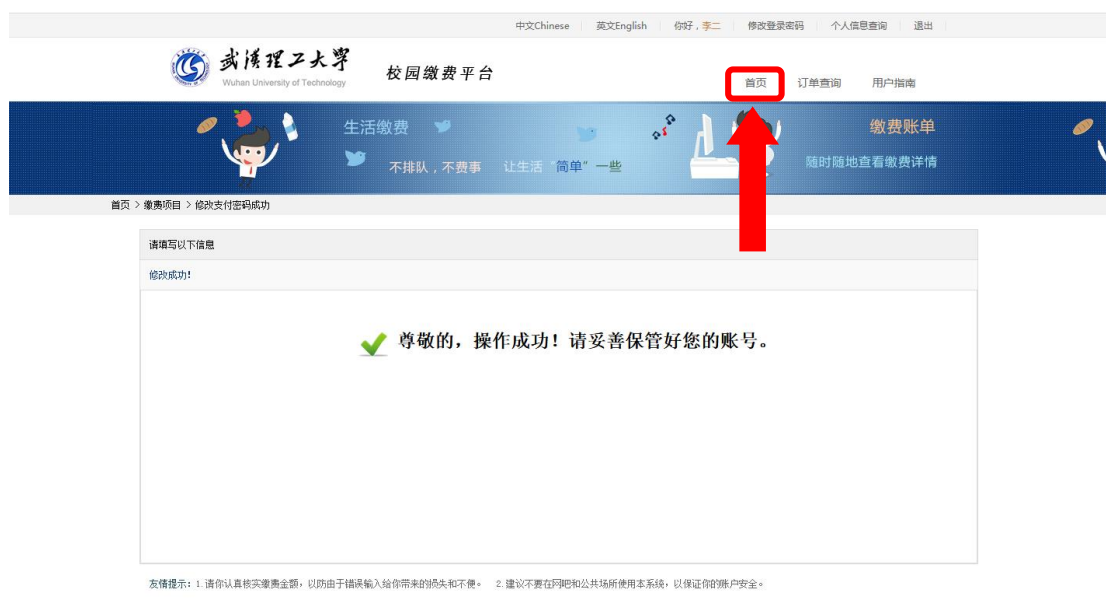 中文Chinese 英文English 你好，李二 修改登录密码 个人信息查询 退出
武汉理工大学
Wuhan University of Technology
校园缴费平台
首页 订单查询 用户指南
生活缴费
不排队，不费事 让生活“简单”一些
缴费账单
随时随地查看缴费详情
首页 > 缴费项目 > 修改支付密码成功
请填写以下信息
修改成功！
尊敬的，操作成功！请妥善保管好您的账号。
友情提示：1.请你认真核实缴费金额，以防由于错误输入给你带来的损失和不便。 2.建议不要在网吧和公共场所使用本系统，以保证你的账户安全。